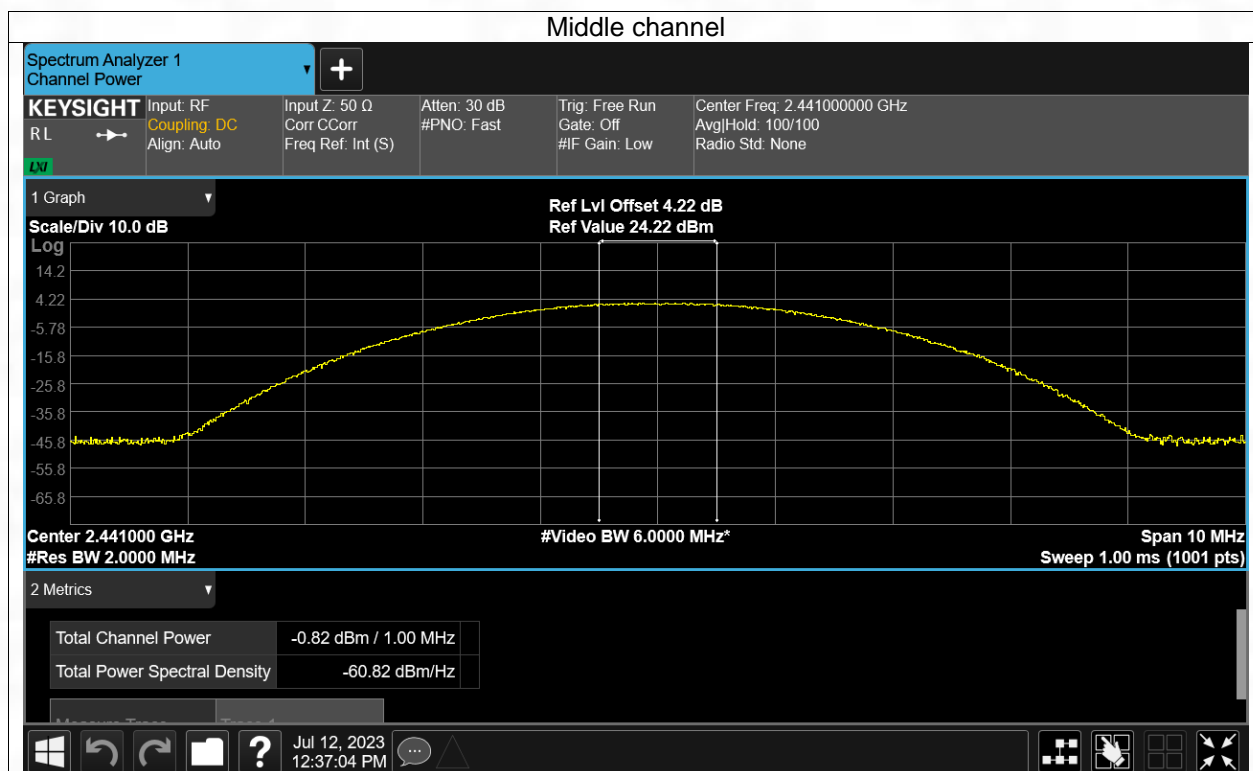 Middle channel
Spectrum Analyzer 1
Channel Power
KEYSIGHT
R L
LXI
Input: RF
Coupling: DC
Align: Auto
Input Z: 50 Ω
Corr CCorr
Freq Ref: Int (S)
Atten: 30 dB
#PNO: Fast
Trig: Free Run
Gate: Off
#IF Gain: Low
Center Freq: 2.441000000 GHz
Avg|Hold: 100/100
Radio Std: None
1 Graph
Ref Lvl Offset 4.22 dB
Scale/Div 10.0 dB
Ref Value 24.22 dBm
Log
14.2
4.22
-5.78
-15.8
-25.8
-35.8
-45.8
-55.8
-65.8
Center 2.441000 GHz
#Video BW 6.0000 MHz*
Span 10 MHz
#Res BW 2.0000 MHz
Sweep 1.00 ms (1001 pts)
2 Metrics
Total Channel Power -0.82 dBm / 1.00 MHz
Total Power Spectral Density -60.82 dBm/Hz
Measure Trace Trace 1
?
Jul 12, 2023
12:37:04 PM